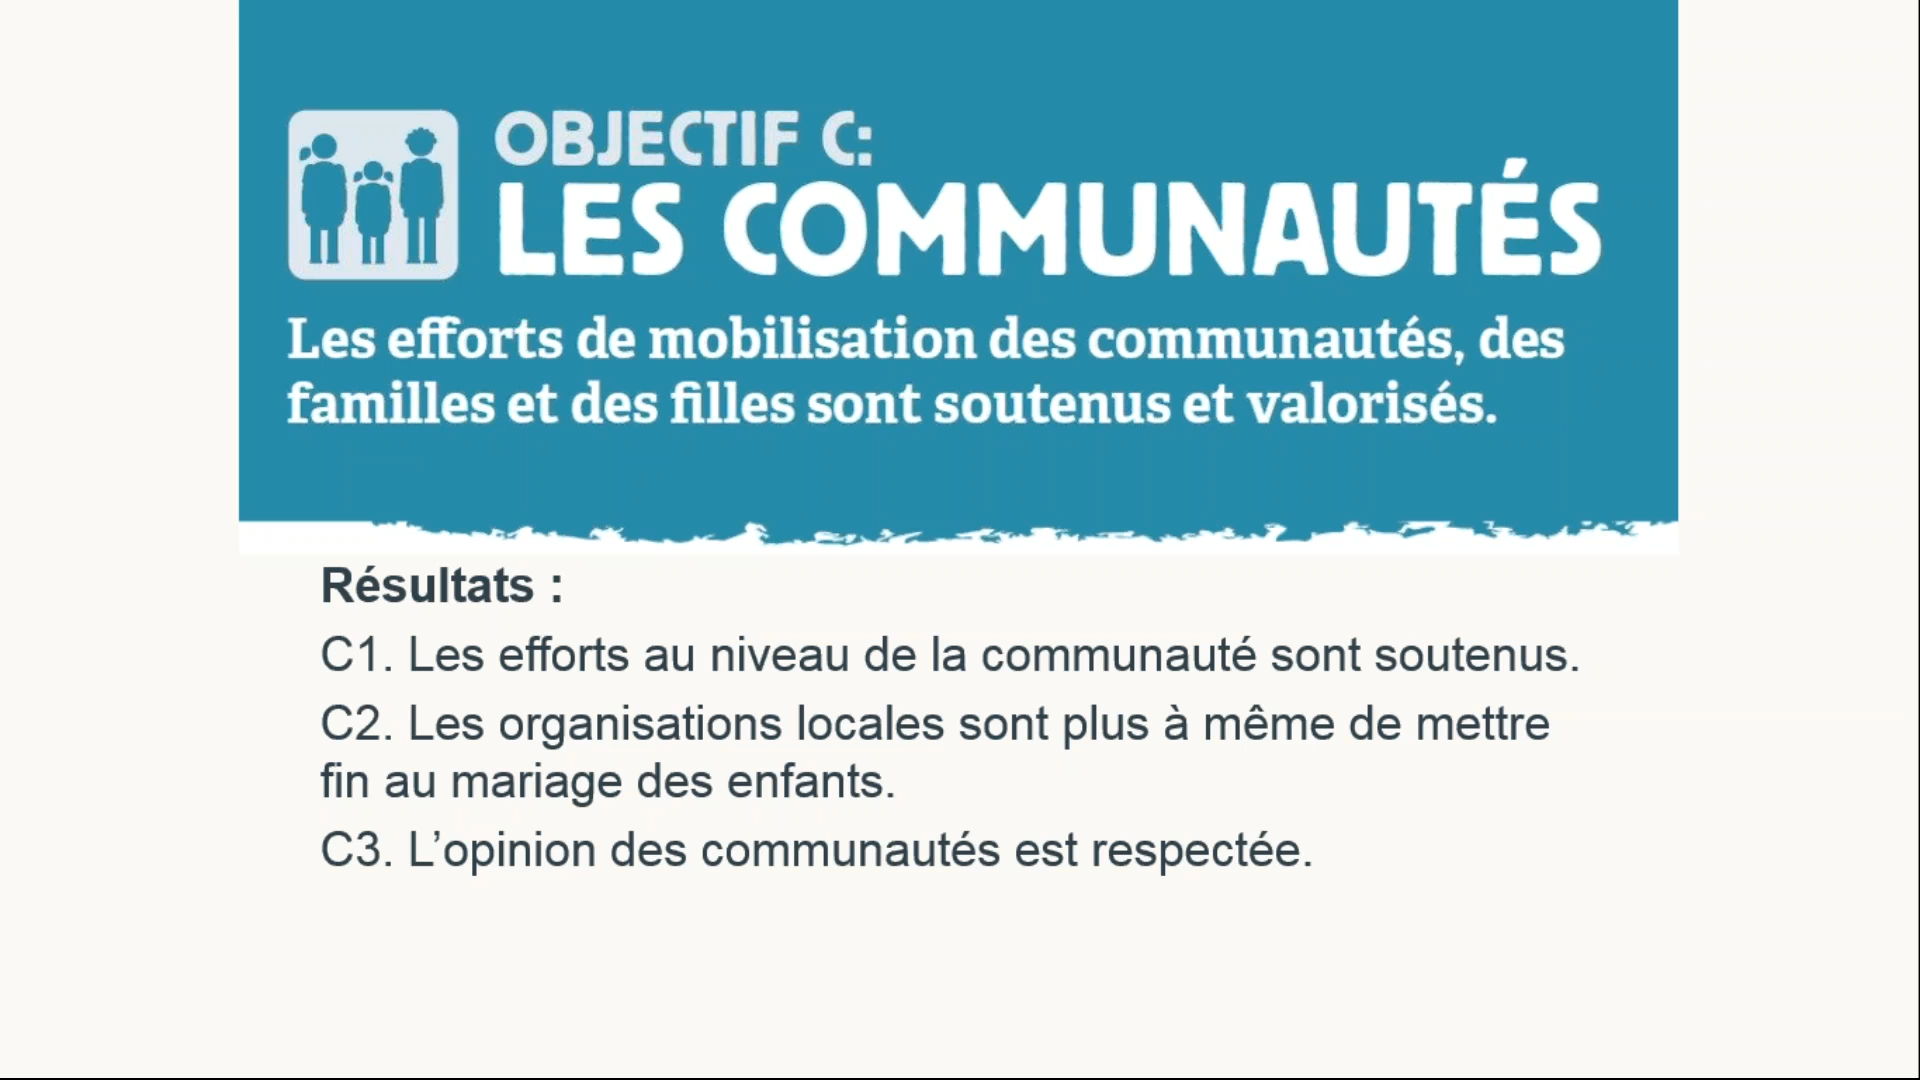 OBJECTIF C:
LES COMMUNAUTÉS
Les efforts de mobilisation des communautés, des
familles et des filles sont soutenus et valorisés.
Résultats :
C1. Les efforts au niveau de la communauté sont soutenus.
C2. Les organisations locales sont plus à même de mettre
fin au mariage des enfants.
C3. L’opinion des communautés est respectée.